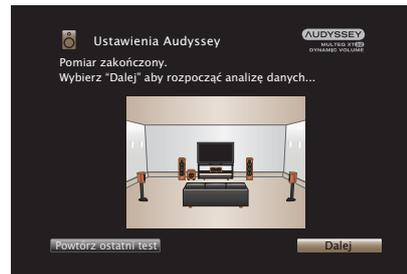 Ustawienia Audyssey
AUDYSSEY
MULTEQ XT32
DYNAMIC VOLUME
Pomiar zakończony.
Wybierz “Dalej” aby rozpocząć analizę danych...
Powtórz ostatni test
Dalej